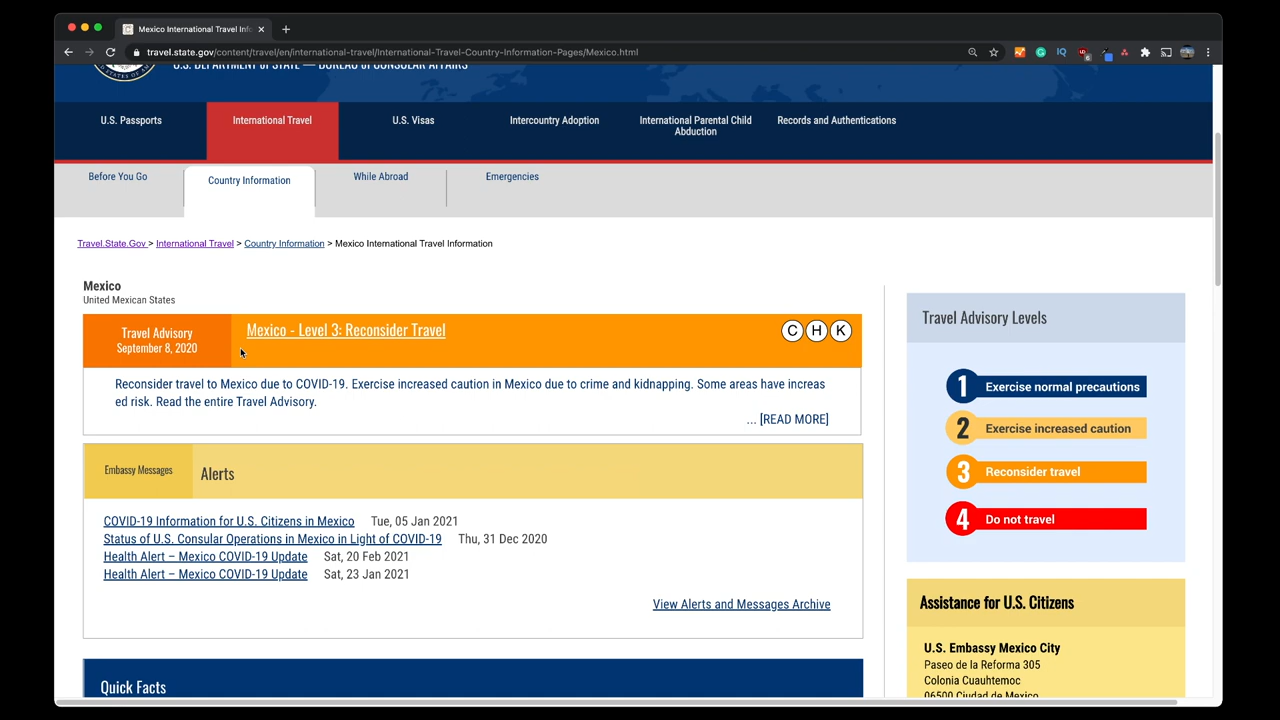 Mexico International Travel Info
travel.state.gov/content/travel/en/international-travel/International-Travel-Country-Information-Pages/Mexico.html
U.S. DEPARTMENT of STATE — BUREAU of CONSULAR AFFAIRS
U.S. Passports
International Travel
U.S. Visas
Intercountry Adoption
International Parental Child
Abduction
Records and Authentications
Before You Go
Country Information
While Abroad
Emergencies
Travel.State.Gov > International Travel > Country Information > Mexico International Travel Information
Mexico
United Mexican States
Travel Advisory
September 8, 2020
Mexico - Level 3: Reconsider Travel
C H K
Reconsider travel to Mexico due to COVID-19. Exercise increased caution in Mexico due to crime and kidnapping. Some areas have increas
ed risk. Read the entire Travel Advisory.
... [READ MORE]
Embassy Messages
Alerts
COVID-19 Information for U.S. Citizens in Mexico Tue, 05 Jan 2021
Status of U.S. Consular Operations in Mexico in Light of COVID-19 Thu, 31 Dec 2020
Health Alert – Mexico COVID-19 Update Sat, 20 Feb 2021
Health Alert – Mexico COVID-19 Update Sat, 23 Jan 2021
View Alerts and Messages Archive
Quick Facts
Travel Advisory Levels
1 Exercise normal precautions
2 Exercise increased caution
3 Reconsider travel
4 Do not travel
Assistance for U.S. Citizens
U.S. Embassy Mexico City
Paseo de la Reforma 305
Colonia Cuauhtemoc
06500 Ciudad de Mexico